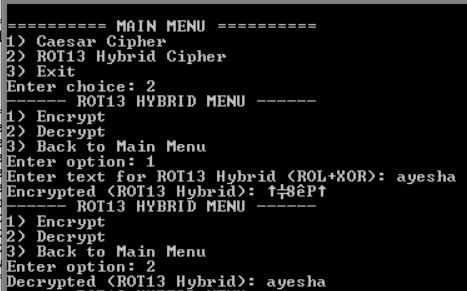 ========== MAIN MENU ==========
1) Caesar Cipher
2) ROT13 Hybrid Cipher
3) Exit
Enter choice: 2
------ ROT13 HYBRID MENU ------
1) Encrypt
2) Decrypt
3) Back to Main Menu
Enter option: 1
Enter text for ROT13 Hybrid (ROL+XOR): ayesha
Encrypted (ROT13 Hybrid): ↑╬8êP↑
------ ROT13 HYBRID MENU ------
1) Encrypt
2) Decrypt
3) Back to Main Menu
Enter option: 2
Decrypted (ROT13 Hybrid): ayesha